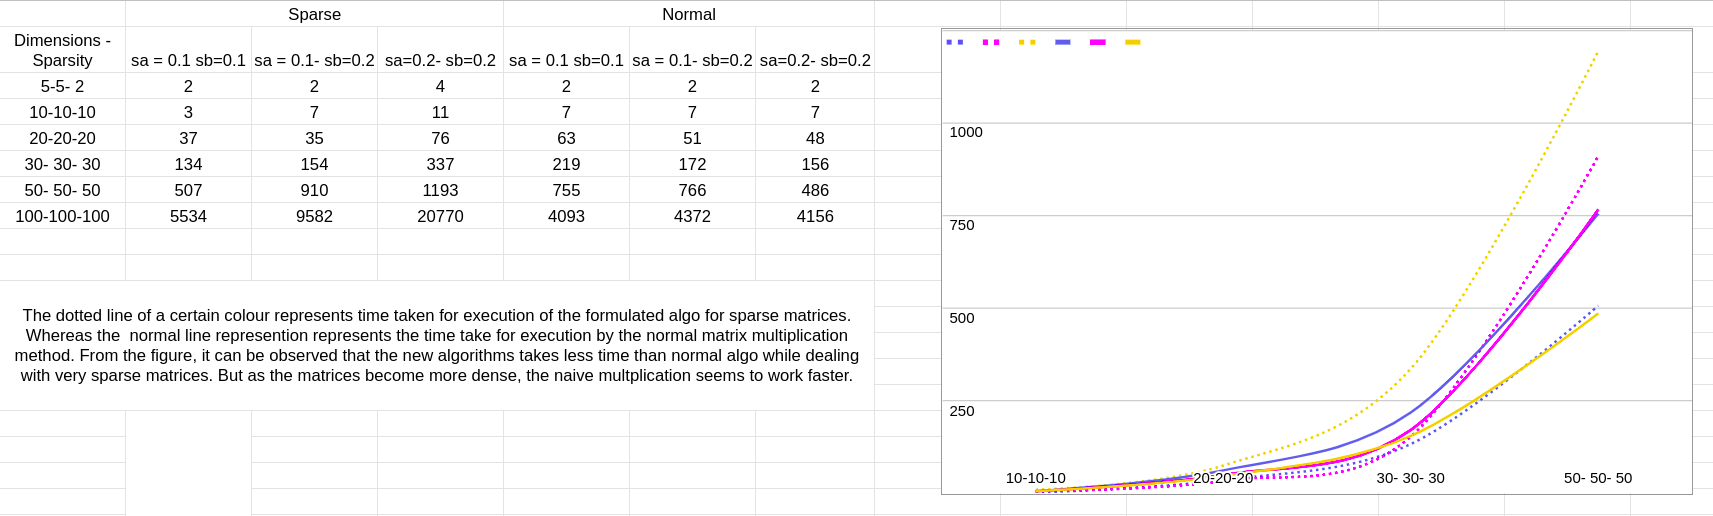 Sparse Normal
Dimensions -
Sparsity sa = 0.1 sb=0.1 sa = 0.1- sb=0.2 sa=0.2- sb=0.2 sa = 0.1 sb=0.1 sa = 0.1- sb=0.2 sa=0.2- sb=0.2
5-5- 2 2 2 4 2 2 2
10-10-10 3 7 11 7 7 7
20-20-20 37 35 76 63 51 48
30- 30- 30 134 154 337 219 172 156
50- 50- 50 507 910 1193 755 766 486
100-100-100 5534 9582 20770 4093 4372 4156
The dotted line of a certain colour represents time taken for execution of the formulated algo for sparse matrices.
Whereas the  normal line represention represents the time take for execution by the normal matrix multiplication
method. From the figure, it can be observed that the new algorithms takes less time than normal algo while dealing
with very sparse matrices. But as the matrices become more dense, the naive multplication seems to work faster.
1000
750
500
250
10-10-10 20-20-20 30- 30- 30 50- 50- 50